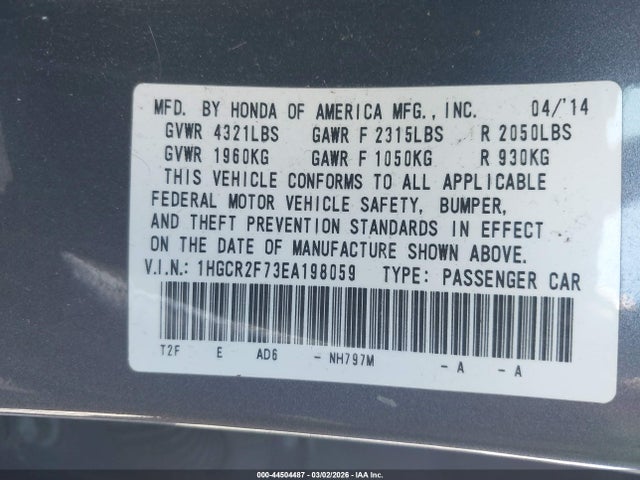 MFD. BY HONDA OF AMERICA MFG., INC. 04/'14
GVWR 4321LBS GAWR F 2315LBS R 2050LBS
GVWR 1960KG GAWR F 1050KG R 930KG
THIS VEHICLE CONFORMS TO ALL APPLICABLE
FEDERAL MOTOR VEHICLE SAFETY, BUMPER,
AND THEFT PREVENTION STANDARDS IN EFFECT
ON THE DATE OF MANUFACTURE SHOWN ABOVE.
V.I.N.: 1HGCR2F73EA198059 TYPE: PASSENGER CAR
T2F E AD6 - NH797M - A - A
000-44504487 - 03/02/2026 - IAA Inc.